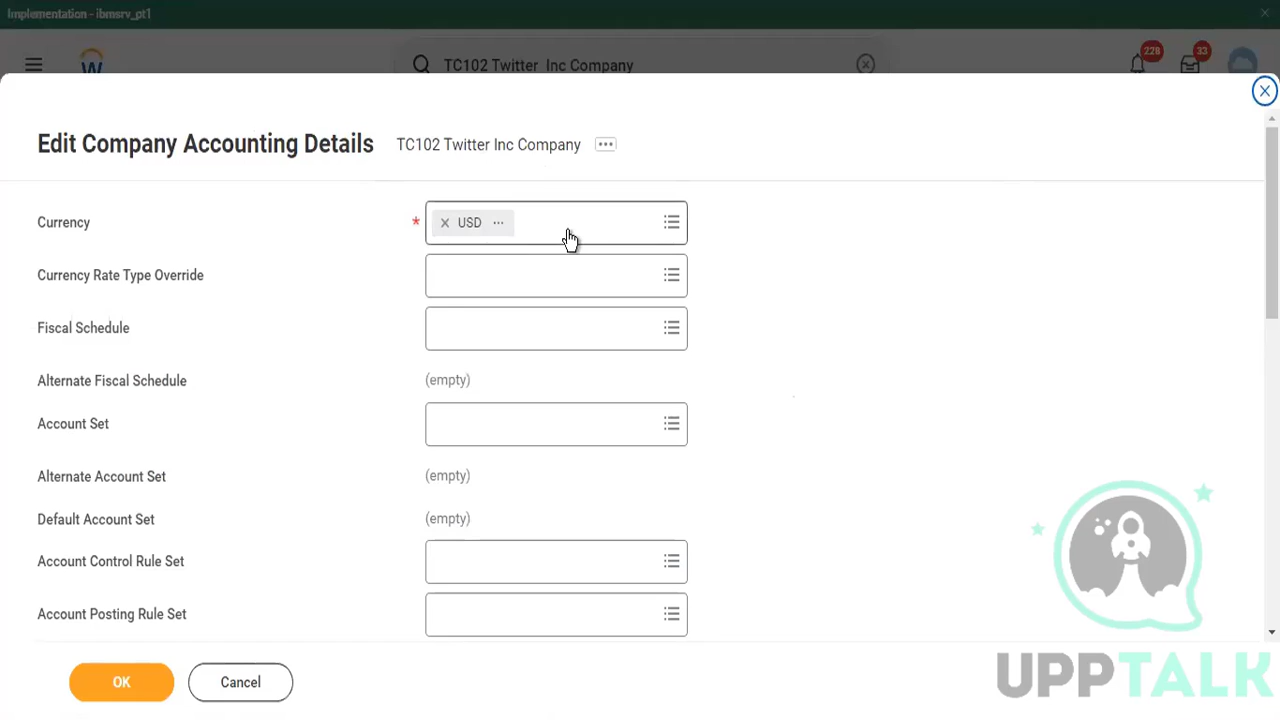 Implementation - ibmsrv_pt1
W
TC102 Twitter  Inc Company
228
33
Edit Company Accounting Details
TC102 Twitter Inc Company
Currency
*
USD
Currency Rate Type Override
Fiscal Schedule
Alternate Fiscal Schedule
(empty)
Account Set
Alternate Account Set
(empty)
Default Account Set
(empty)
Account Control Rule Set
Account Posting Rule Set
OK
Cancel
UPPTALK